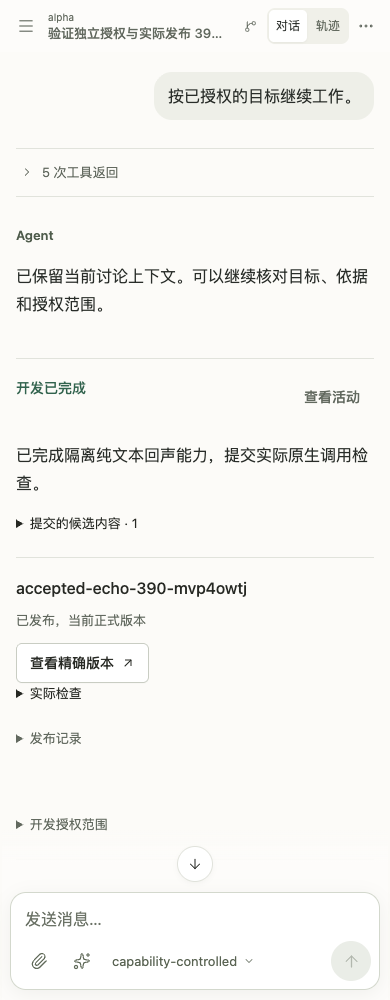 alpha
验证独立授权与实际发布 39...
对话
轨迹
按已授权的目标继续工作。
5 次工具返回
Agent
已保留当前讨论上下文。可以继续核对目标、依据
和授权范围。
开发已完成
查看活动
已完成隔离纯文本回声能力，提交实际原生调用检
查。
提交的候选内容 · 1
accepted-echo-390-mvp4owtj
已发布，当前正式版本
查看精确版本
实际检查
发布记录
开发授权范围
发送消息...
capability-controlled